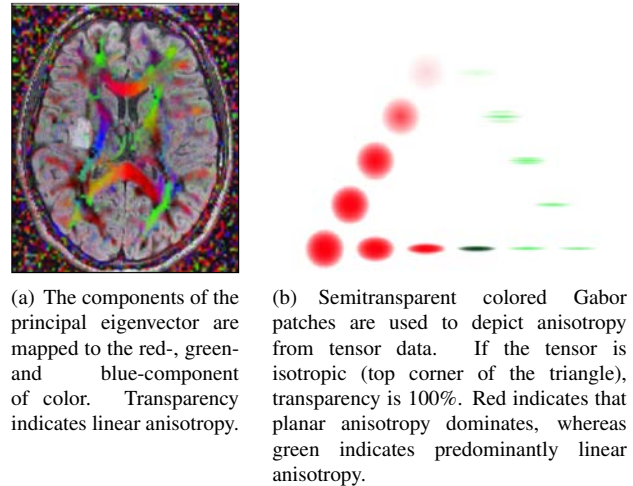 (a) The components of the
principal eigenvector are
mapped to the red-, green-
and blue-component
of color. Transparency
indicates linear anisotropy.
(b) Semitransparent colored Gabor
patches are used to depict anisotropy
from tensor data. If the tensor is
isotropic (top corner of the triangle),
transparency is 100%. Red indicates that
planar anisotropy dominates, whereas
green indicates predominantly linear
anisotropy.